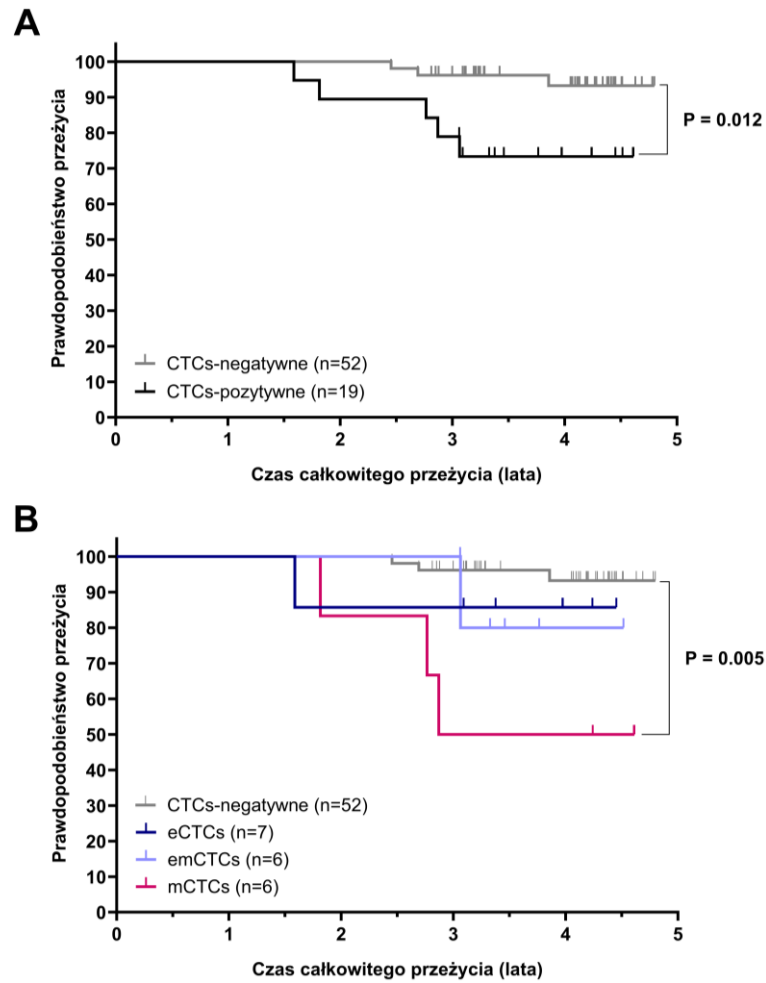 A
Prawdopodobieństwo przeżycia
100
90
80
70
60
50
40
30
20
10
0
P = 0.012
CTCs-negatywne (n=52)
CTCs-pozytywne (n=19)
0 1 2 3 4 5
Czas całkowitego przeżycia (lata)
B
Prawdopodobieństwo przeżycia
100
90
80
70
60
50
40
30
20
10
0
P = 0.005
CTCs-negatywne (n=52)
eCTCs (n=7)
emCTCs (n=6)
mCTCs (n=6)
0 1 2 3 4 5
Czas całkowitego przeżycia (lata)